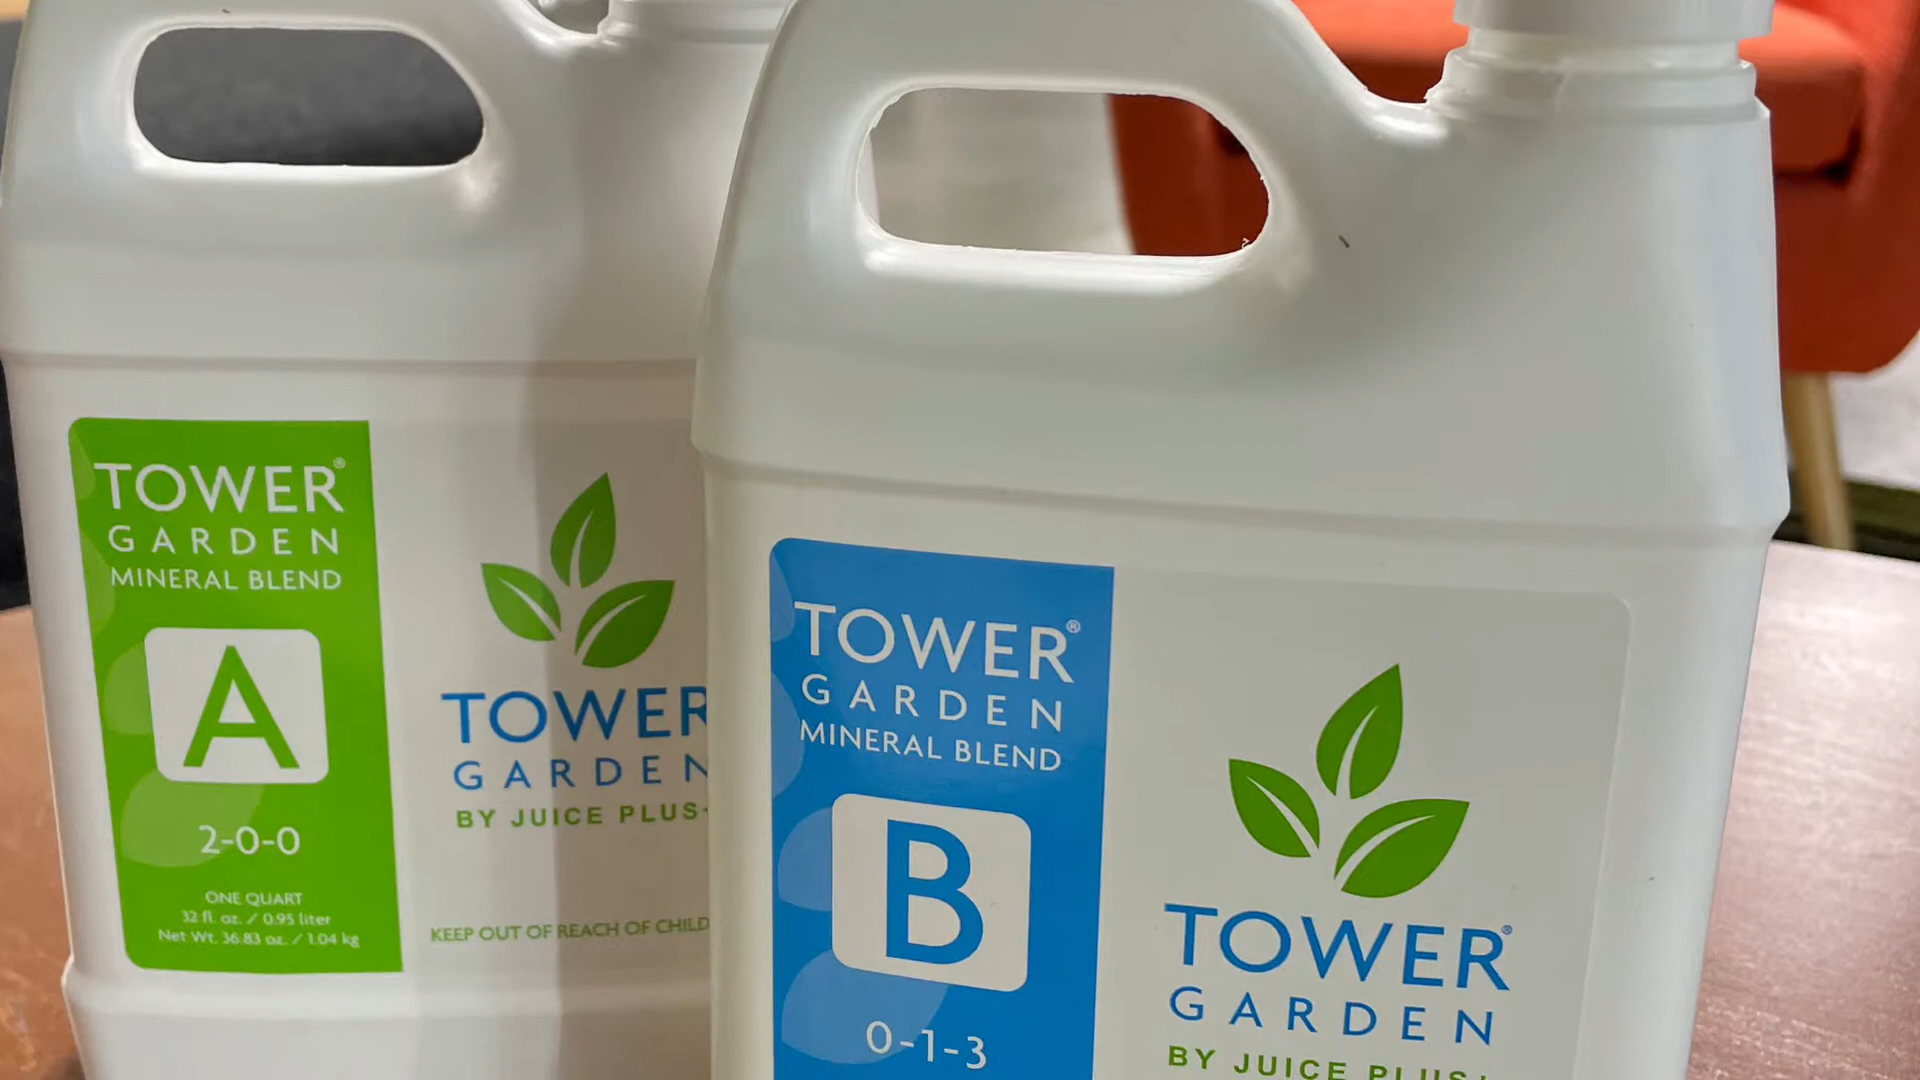 TOWER®
GARDEN
MINERAL BLEND
A
2-0-0
ONE QUART
32 fl. oz. / 0.95 liter
Net Wt. 36.83 oz. / 1.04 kg
TOWER
GARDEN
BY JUICE PLUS+
KEEP OUT OF REACH OF CHILD
TOWER®
GARDEN
MINERAL BLEND
B
0-1-3
TOWER®
GARDEN
BY JUICE PLUS+